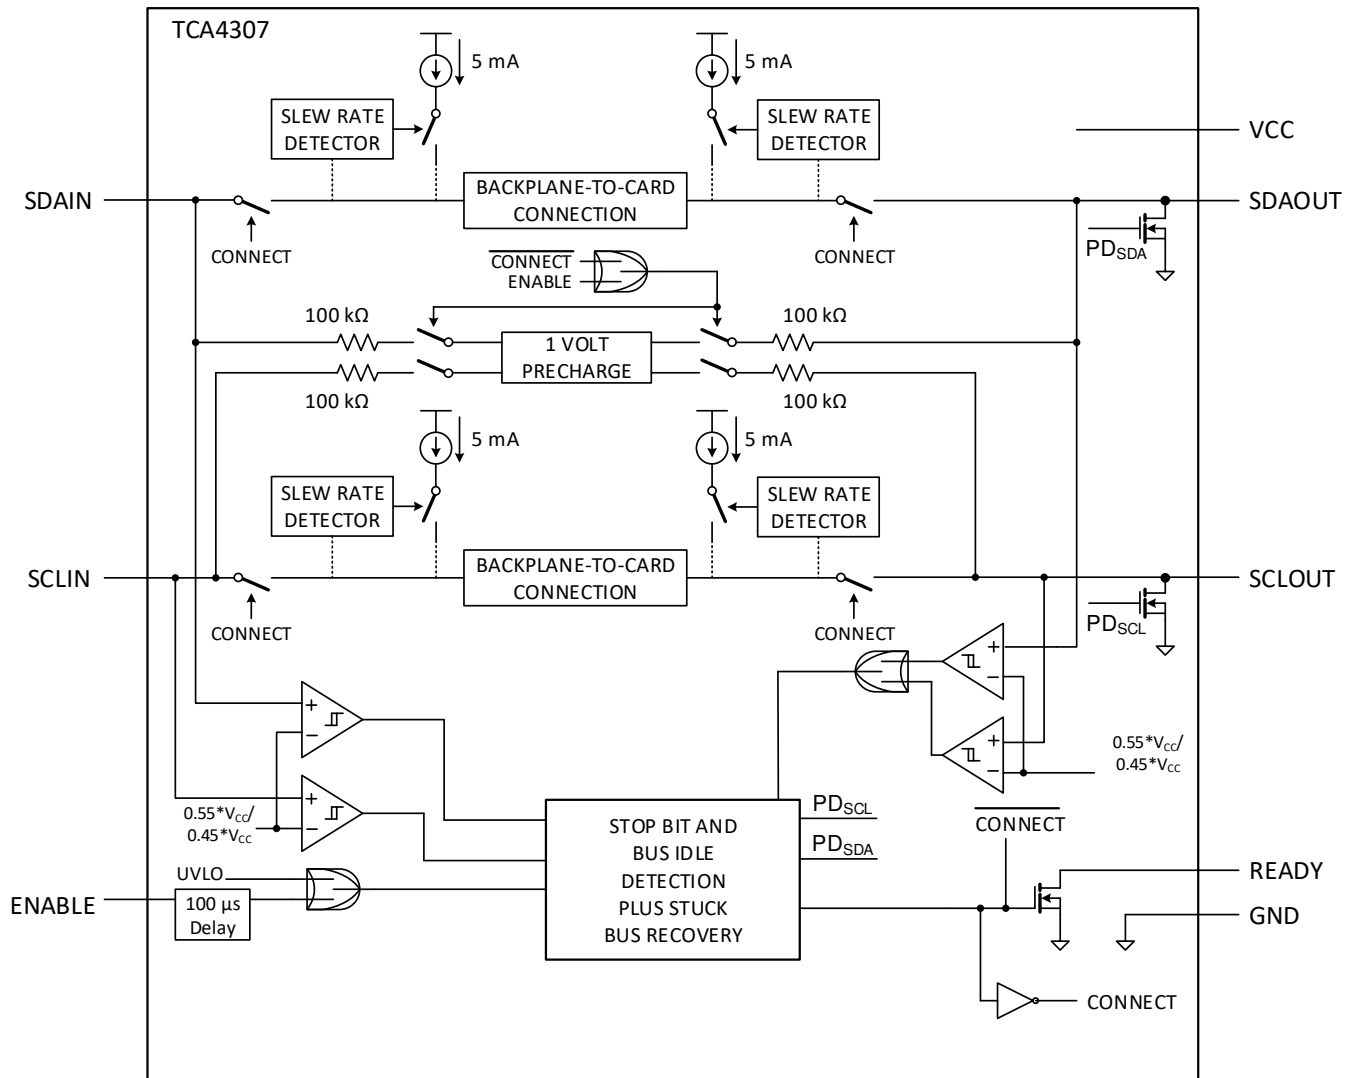 TCA4307
5 mA
5 mA
SLEW RATE
DETECTOR
SLEW RATE
DETECTOR
VCC
SDAIN
BACKPLANE-TO-CARD
CONNECTION
SDAOUT
CONNECT
CONNECT
PDSDA
CONNECT
ENABLE
100 kΩ
100 kΩ
1 VOLT
PRECHARGE
100 kΩ
100 kΩ
5 mA
5 mA
SLEW RATE
DETECTOR
SLEW RATE
DETECTOR
SCLIN
BACKPLANE-TO-CARD
CONNECTION
SCLOUT
CONNECT
CONNECT
PDSCL
+
−
+
−
+
−
+
−
0.55*VCC/
0.45*VCC
0.55*VCC/
0.45*VCC
STOP BIT AND
BUS IDLE
DETECTION
PLUS STUCK
BUS RECOVERY
PDSCL
PDSDA
CONNECT
UVLO
ENABLE
100 µs
Delay
READY
GND
CONNECT